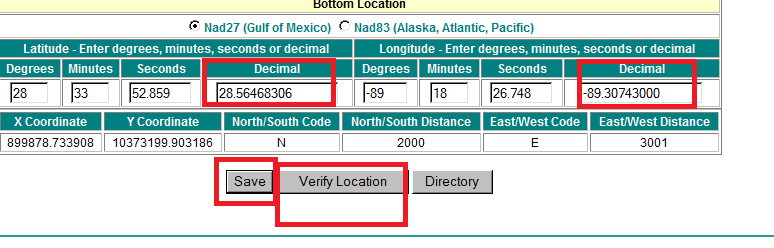 Bottom Location
Nad27 (Gulf of Mexico) Nad83 (Alaska, Atlantic, Pacific)
Latitude - Enter degrees, minutes, seconds or decimal Longitude - Enter degrees, minutes, seconds or decimal
Degrees Minutes Seconds Decimal Degrees Minutes Seconds Decimal
28 33 52.859 28.56468306 -89 18 26.748 -89.30743000
X Coordinate Y Coordinate North/South Code North/South Distance East/West Code East/West Distance
899878.733908 10373199.903186 N 2000 E 3001
Save Verify Location Directory